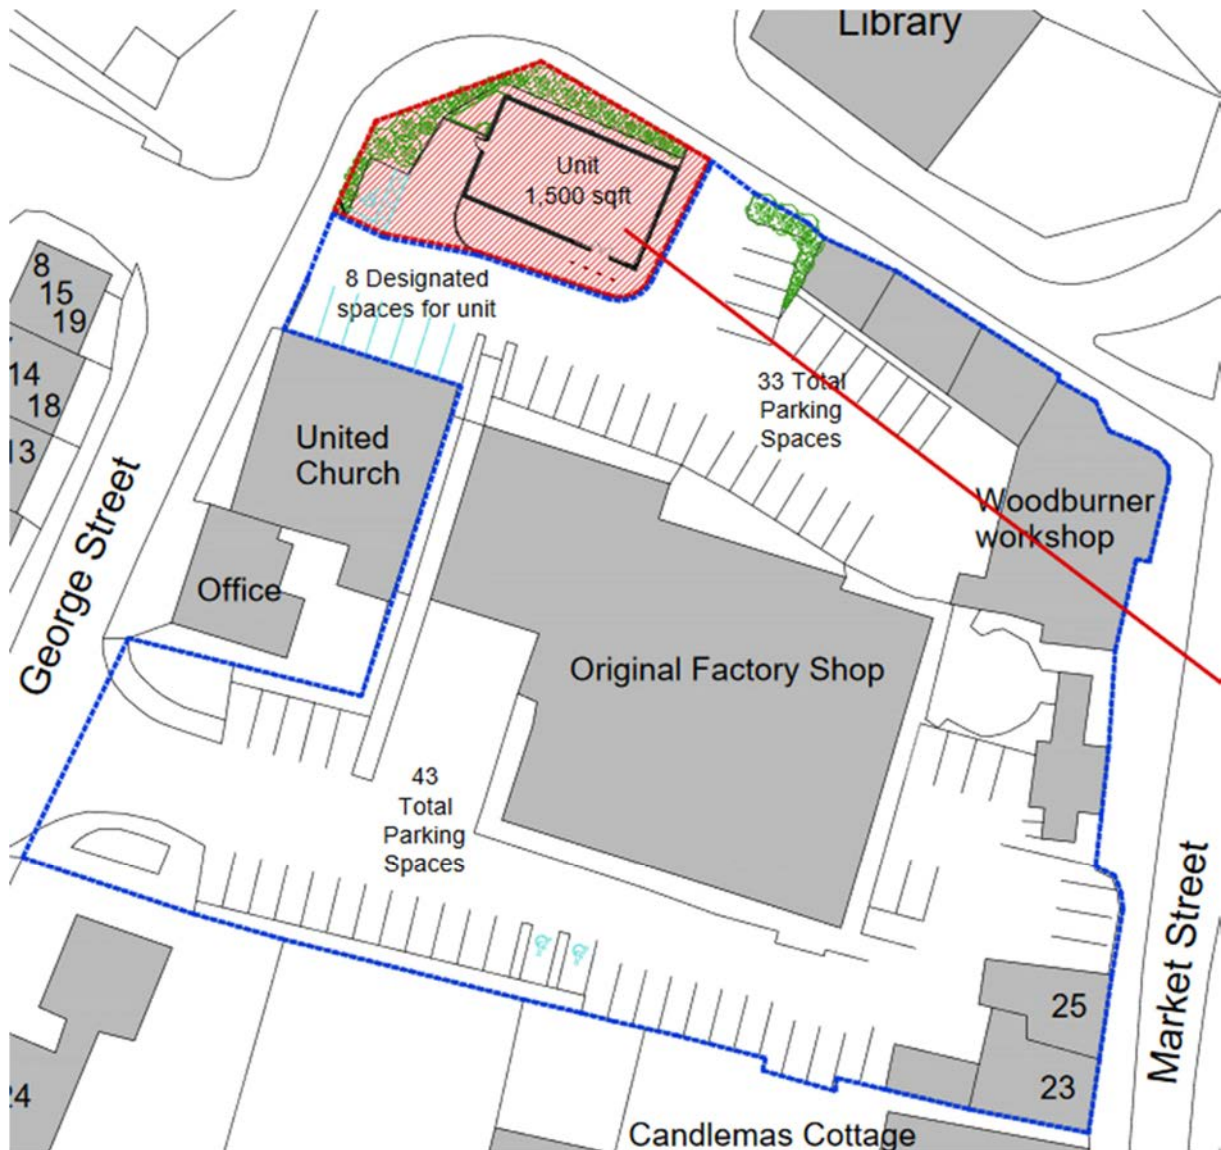 Library
Unit
1,500 sqft
8 Designated
spaces for unit
8
15
19
14
18
13
33 Total
Parking
Spaces
United
Church
Woodburner
workshop
Office
George Street
Original Factory Shop
43
Total
Parking
Spaces
Market Street
25
23
24
Candlemas Cottage